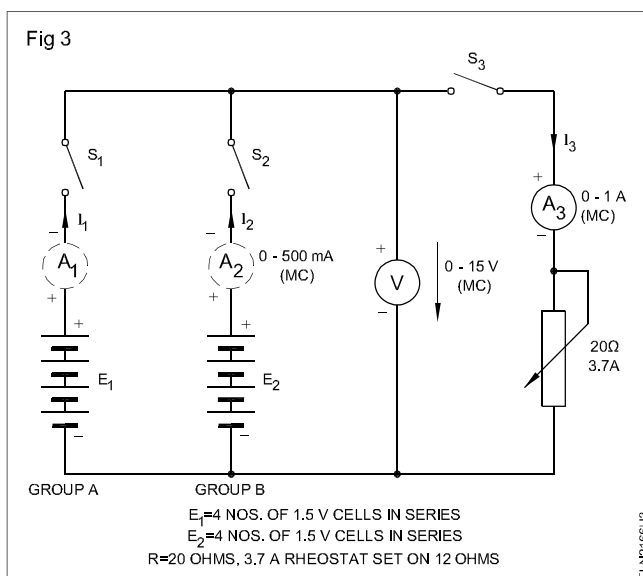 Fig 3
S3
S1
S2
I3
I1
I2
+
0 - 1 A
(MC)
A3
−
−
−
A1
A2
0 - 500 mA
(MC)
+
V
−
0 - 15 V
(MC)
+
+
20Ω
3.7A
+
+
E1
E2
−
−
GROUP A
GROUP B
E1=4 NOS. OF 1.5 V CELLS IN SERIES
E2=4 NOS. OF 1.5 V CELLS IN SERIES
R=20 OHMS, 3.7 A RHEOSTAT SET ON 12 OHMS